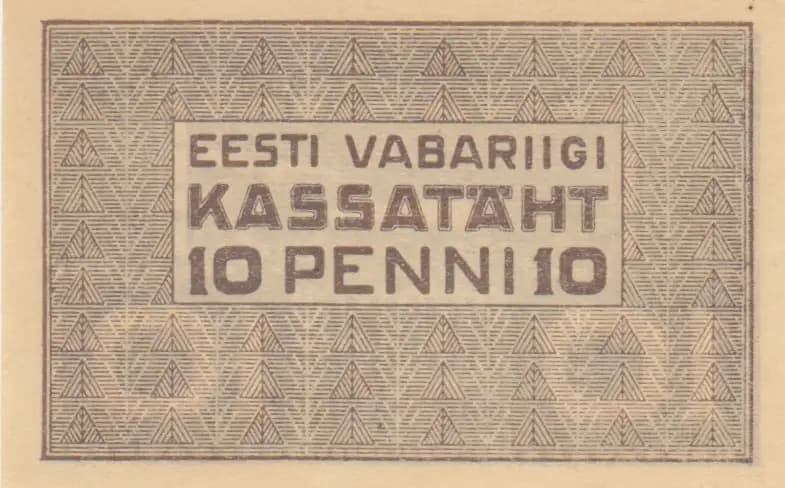 EESTI VABARIIGI
KASSATÄHT
10 PENNI 10